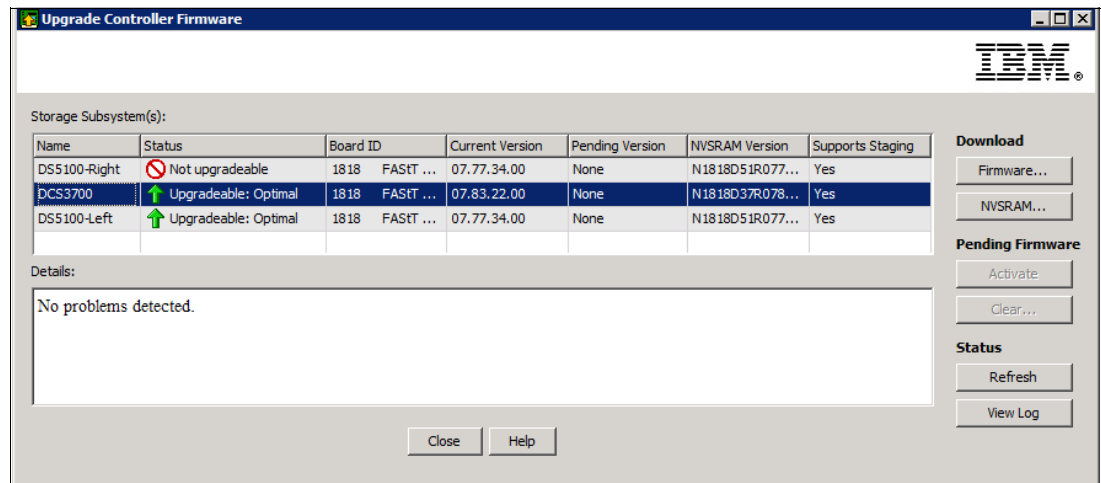 Upgrade Controller Firmware
IBM®
Storage Subsystem(s):
Name Status Board ID Current Version Pending Version NVSRAM Version Supports Staging
DS5100-Right Not upgradeable 1818 FAStT ... 07.77.34.00 None N1818D51R077... Yes
DCS3700 Upgradeable: Optimal 1818 FAStT ... 07.83.22.00 None N1818D37R078... Yes
DS5100-Left Upgradeable: Optimal 1818 FAStT ... 07.77.34.00 None N1818D51R077... Yes
Details:
No problems detected.
Download
Firmware...
NVSRAM...
Pending Firmware
Activate
Clear...
Status
Refresh
View Log
Close Help